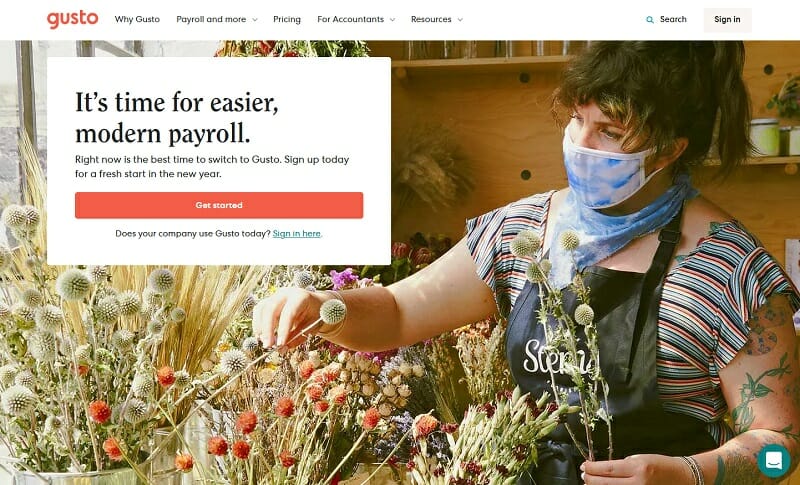 gusto
Why Gusto
Payroll and more
Pricing
For Accountants
Resources
Search
Sign in
It's time for easier,
modern payroll.
Right now is the best time to switch to Gusto. Sign up today
for a fresh start in the new year.
Get started
Does your company use Gusto today? Sign in here.